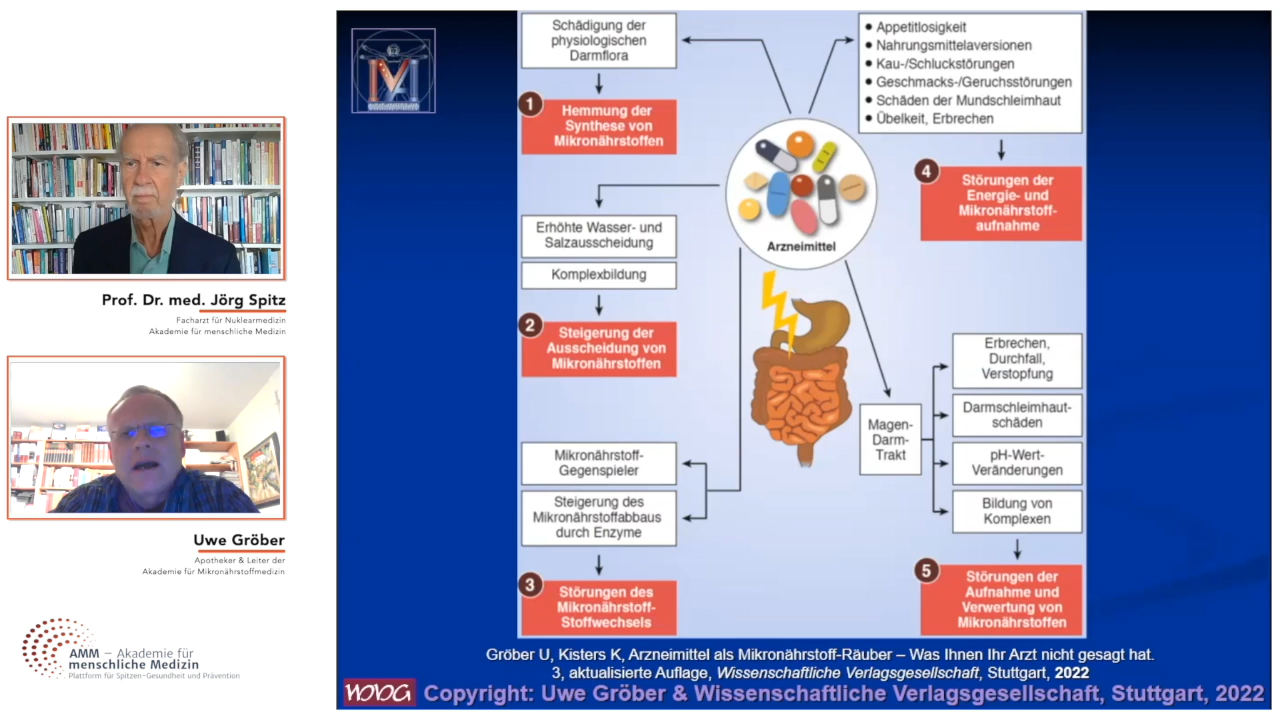 Prof. Dr. med. Jörg Spitz
Facharzt für Nuklearmedizin
Akademie für menschliche Medizin
Uwe Gröber
Apotheker & Leiter der
Akademie für Mikronährstoffmedizin
AMM – Akademie für
menschliche Medizin
Plattform für Spitzen-Gesundheit und Prävention
Schädigung der
physiologischen
Darmflora
1
Hemmung der
Synthese von
Mikronährstoffen
Erhöhte Wasser- und
Salzausscheidung
Komplexbildung
2
Steigerung der
Ausscheidung von
Mikronährstoffen
Mikronährstoff-
Gegenspieler
Steigerung des
Mikronährstoffabbaus
durch Enzyme
3
Störungen des
Mikronährstoff-
Stoffwechsels
Arzneimittel
• Appetitlosigkeit
• Nahrungsmittelaversionen
• Kau-/Schluckstörungen
• Geschmacks-/Geruchsstörungen
• Schäden der Mundschleimhaut
• Übelkeit, Erbrechen
4
Störungen der
Energie- und
Mikronährstoff-
aufnahme
Magen-
Darm-
Trakt
Erbrechen,
Durchfall,
Verstopfung
Darmschleimhaut-
schäden
pH-Wert-
Veränderungen
Bildung von
Komplexen
5
Störungen der
Aufnahme und
Verwertung von
Mikronährstoffen
Gröber U, Kisters K, Arzneimittel als Mikronährstoff-Räuber – Was Ihnen Ihr Arzt nicht gesagt hat.
3, aktualisierte Auflage, Wissenschaftliche Verlagsgesellschaft, Stuttgart, 2022
Copyright: Uwe Gröber & Wissenschaftliche Verlagsgesellschaft, Stuttgart, 2022